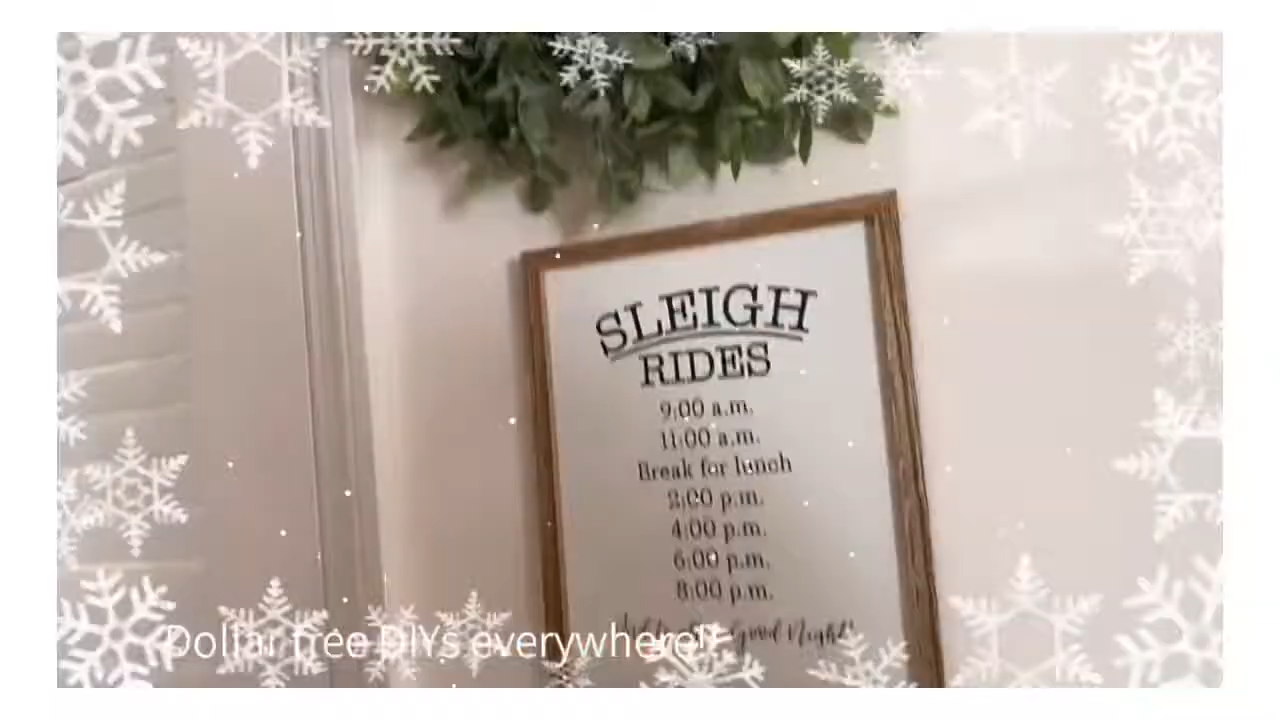 SLEIGH
RIDES
9:00 a.m.
11:00 a.m.
Break for lunch
2:00 p.m.
4:00 p.m.
6:00 p.m.
8:00 p.m.
Good Night!
Dollar Tree DIYs everywhere!!